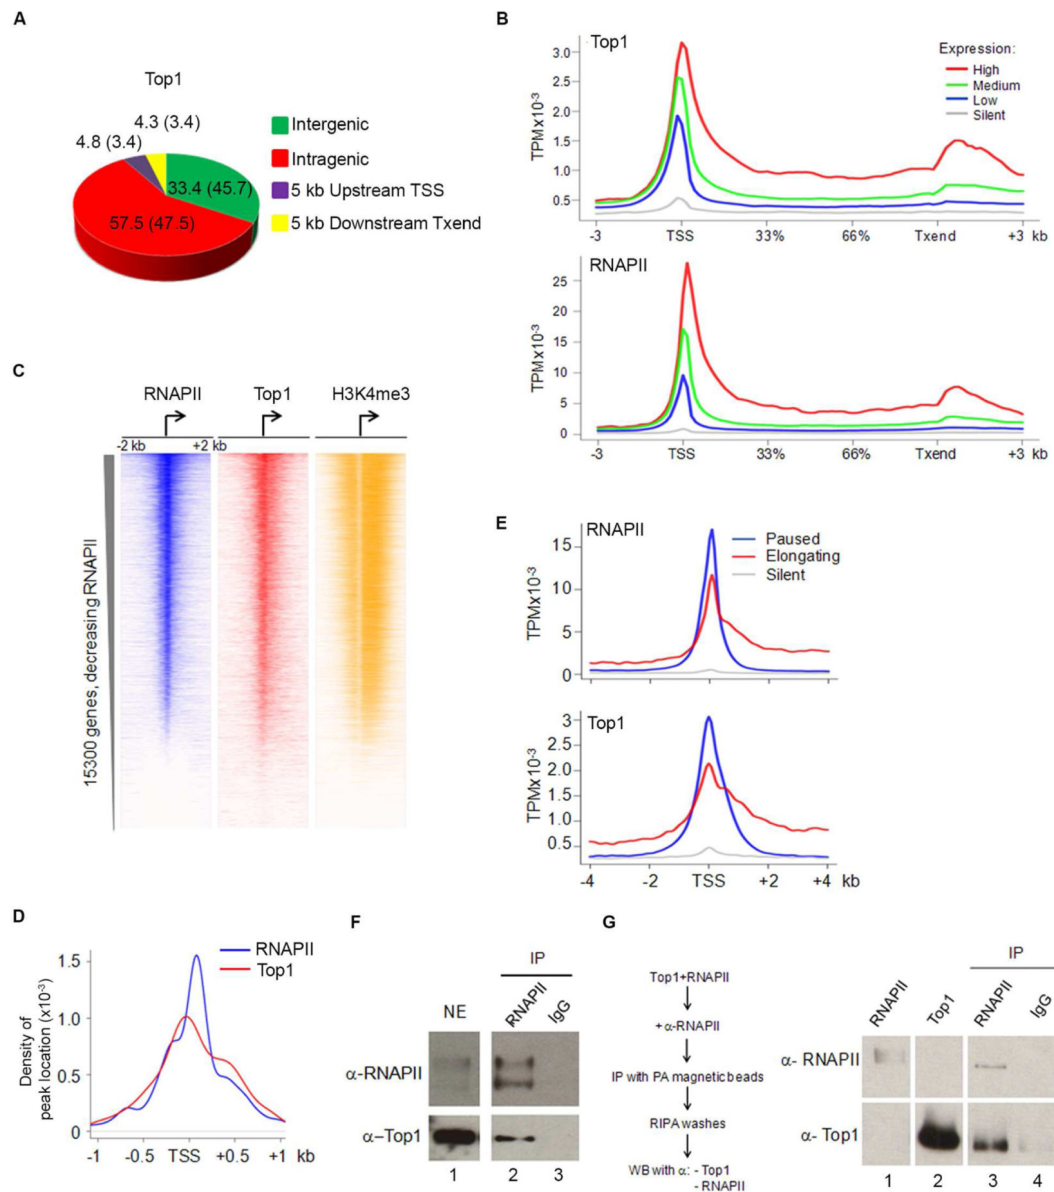 A
Top1
4.3 (3.4)
4.8 (3.4)
33.4 (45.7)
57.5 (47.5)
Intergenic
Intragenic
5 kb Upstream TSS
5 kb Downstream Txend
B
Top1
Expression:
High
Medium
Low
Silent
TPMx10-3
3.0
2.5
2.0
1.5
1.0
0.5
-3 TSS 33% 66% Txend +3 kb
RNAPII
TPMx10-3
25
20
15
10
5
0
-3 TSS 33% 66% Txend +3 kb
C
RNAPII Top1 H3K4me3
-2 kb +2 kb
15300 genes, decreasing RNAPII
E
RNAPII
Paused
Elongating
Silent
TPMx10-3
15
10
5
0
Top1
TPMx10-3
3
2.5
2.0
1.5
1.0
0.5
-4 -2 TSS +2 +4 kb
D
RNAPII
Top1
Density of
peak location (x10-3)
1.5
1.0
0.5
0
-1 -0.5 TSS +0.5 +1 kb
F
IP
NE RNAPII IgG
α-RNAPII
α-Top1
1 2 3
G
Top1+RNAPII
+ α-RNAPII
IP with PA magnetic beads
RIPA washes
WB with α: - Top1
- RNAPII
IP
RNAPII Top1 RNAPII IgG
α- RNAPII
α- Top1
1 2 3 4